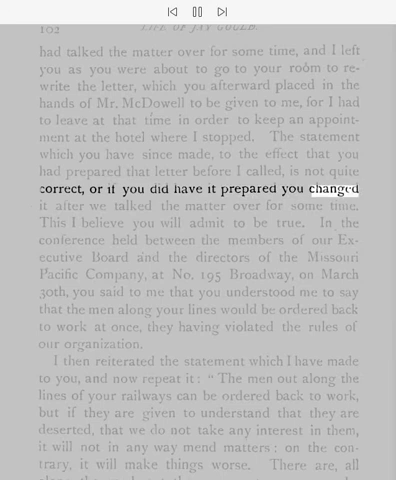 102 LIFE OF JAY GOULD.
had talked the matter over for some time, and I left
you as you were about to go to your room to re-
write the letter, which you afterward placed in the
hands of Mr. McDowell to be given to me, for I had
to leave at that time in order to keep an appoint-
ment at the hotel where I stopped. The statement
which you have since made, to the effect that you
had prepared that letter before I called, is not quite
correct, or if you did have it prepared you changed
it after we talked the matter over for some time.
This I believe you will admit to be true. In the
conference held between the members of our Ex-
ecutive Board and the directors of the Missouri
Pacific Company, at No. 195 Broadway, on March
30th, you said to me that you understood me to say
that the men along your lines would be ordered back
to work at once, they having violated the rules of
our organization.
I then reiterated the statement which I have made
to you, and now repeat it: "The men out along the
lines of your railways can be ordered back to work,
but if they are given to understand that they are
deserted, that we do not take any interest in them,
it will not in any way mend matters; on the con-
trary, it will make things worse. There are, all